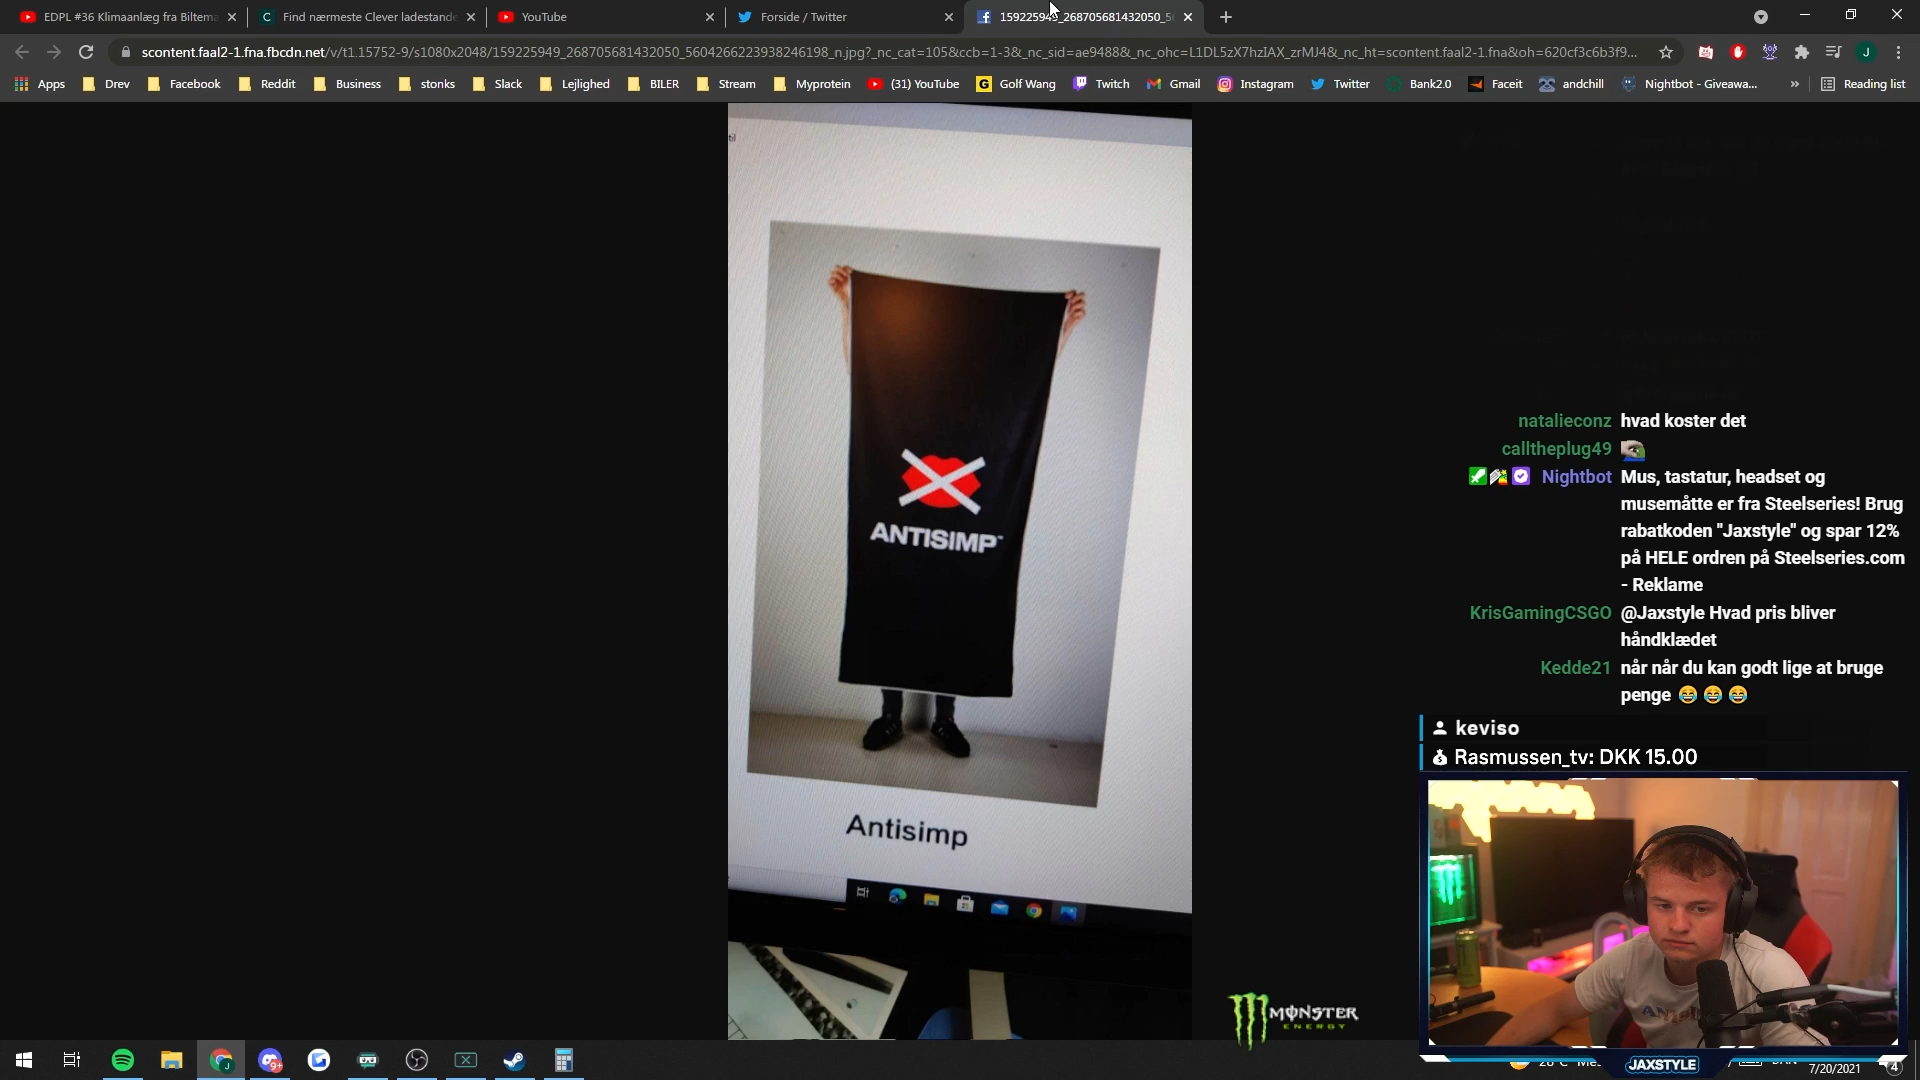 EDPL #36 Klimaanlæg fra Biltema
Find nærmeste Clever ladestande
YouTube
Forside / Twitter
159225949_268705681432050_5
scontent.faal2-1.fna.fbcdn.net/v/t1.15752-9/s1080x2048/159225949_268705681432050_5604266223938246198_n.jpg?_nc_cat=105&ccb=1-3&_nc_sid=ae9488&_nc_ohc=L1DL5zX7hzIAX_zrMJ4&_nc_ht=scontent.faal2-1.fna&oh=620cf3c6b3f9...
J
Apps Drev Facebook Reddit Business stonks Slack Lejlighed BILER Stream Myprotein (31) YouTube Golf Wang Twitch Gmail Instagram Twitter Bank2.0 Faceit andchill Nightbot - Giveawa... » Reading list
til
ANTISIMP
Antisimp
natalieconz hvad koster det
calltheplug49
Nightbot Mus, tastatur, headset og
musemåtte er fra Steelseries! Brug
rabatkoden "Jaxstyle" og spar 12%
på HELE ordren på Steelseries.com
- Reklame
KrisGamingCSGO @Jaxstyle Hvad pris bliver
håndklædet
Kedde21 når når du kan godt lige at bruge
penge 😂 😂 😂
keviso
Rasmussen_tv: DKK 15.00
MONSTER
ENERGY
JAXSTYLE
7/20/2021
4